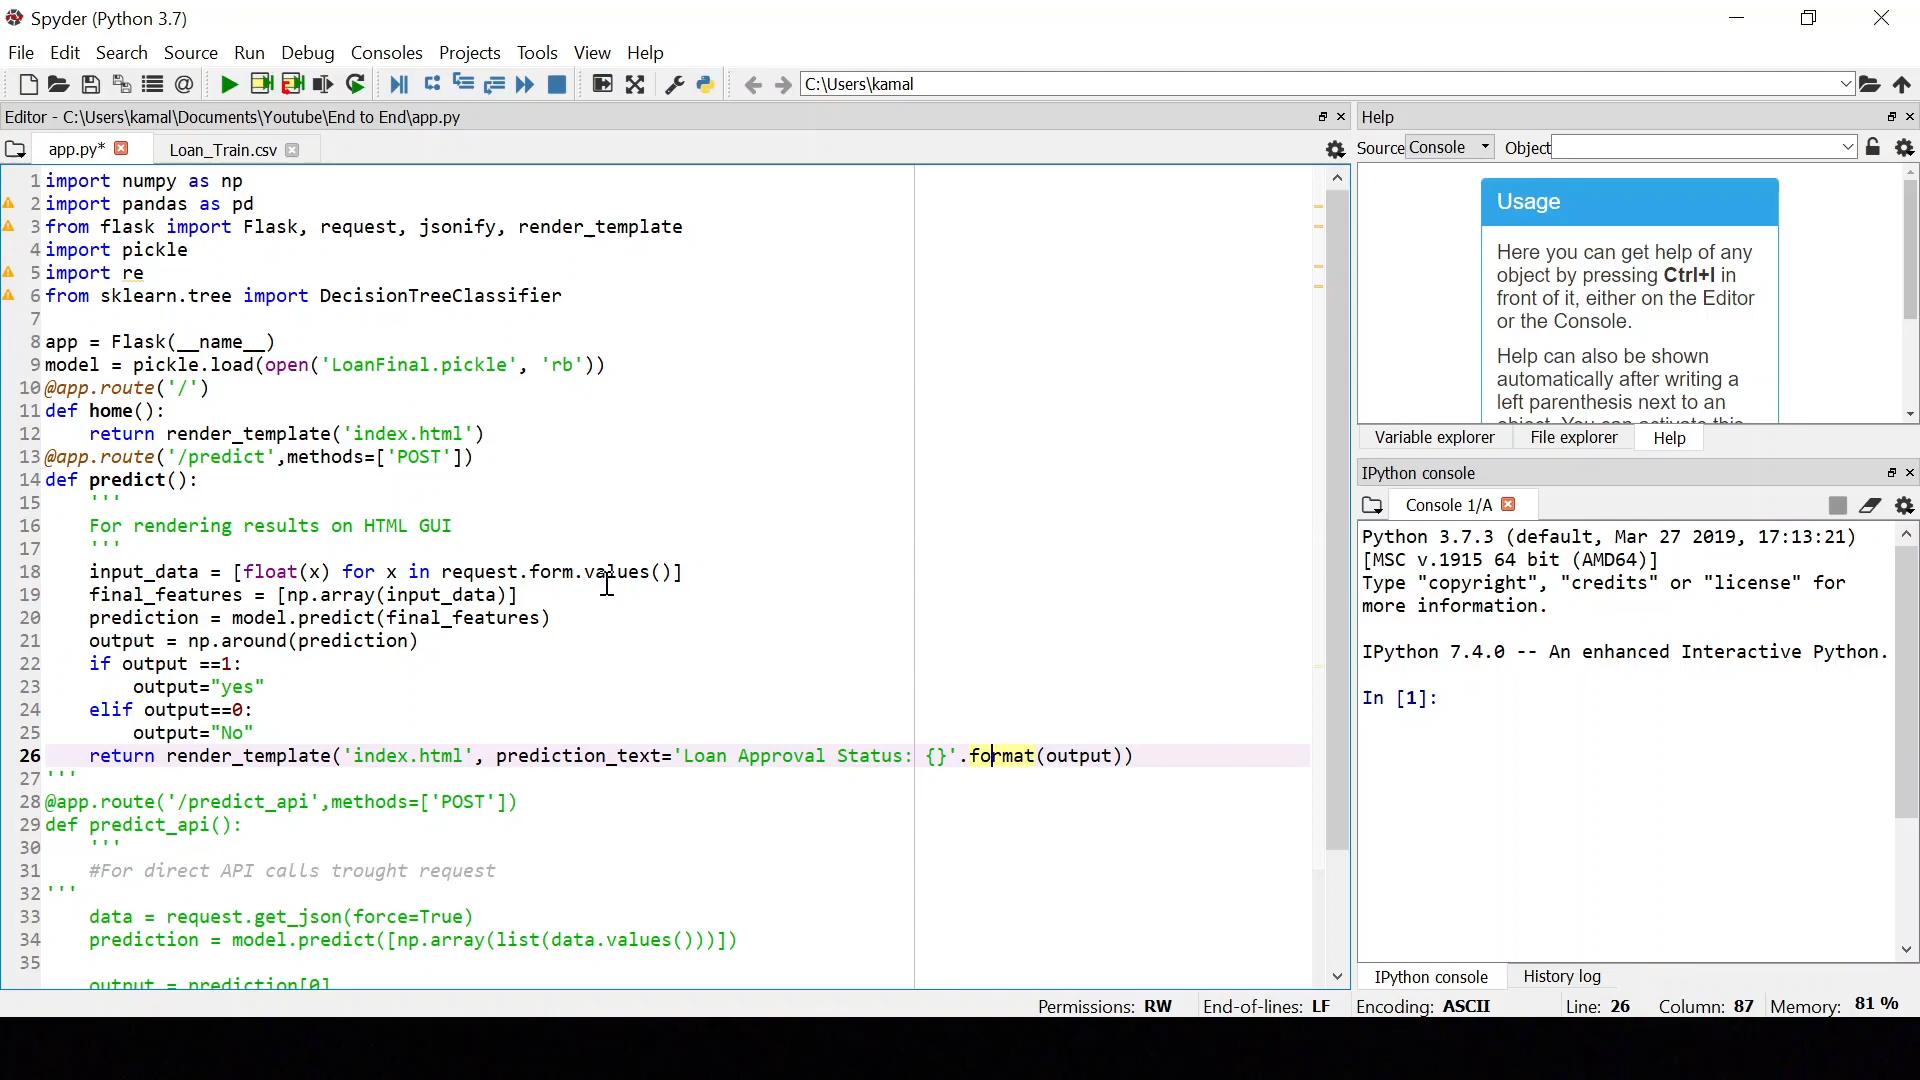 Spyder (Python 3.7)
File Edit Search Source Run Debug Consoles Projects Tools View Help
C:\Users\kamal
Editor - C:\Users\kamal\Documents\Youtube\End to End\app.py
app.py* Loan_Train.csv
1 import numpy as np
2 import pandas as pd
3 from flask import Flask, request, jsonify, render_template
4 import pickle
5 import re
6 from sklearn.tree import DecisionTreeClassifier
7
8 app = Flask(__name__)
9 model = pickle.load(open('LoanFinal.pickle', 'rb'))
10 @app.route('/')
11 def home():
12     return render_template('index.html')
13 @app.route('/predict',methods=['POST'])
14 def predict():
15     '''
16     For rendering results on HTML GUI
17     '''
18     input_data = [float(x) for x in request.form.values()]
19     final_features = [np.array(input_data)]
20     prediction = model.predict(final_features)
21     output = np.around(prediction)
22     if output ==1:
23         output="yes"
24     elif output==0:
25         output="No"
26     return render_template('index.html', prediction_text='Loan Approval Status: {}'.format(output))
27 '''
28 @app.route('/predict_api',methods=['POST'])
29 def predict_api():
30     '''
31     #For direct API calls trought request
32 '''
33     data = request.get_json(force=True)
34     prediction = model.predict([np.array(list(data.values()))])
35
output = prediction[0]
Help
Source Console Object
Usage
Here you can get help of any
object by pressing Ctrl+I in
front of it, either on the Editor
or the Console.
Help can also be shown
automatically after writing a
left parenthesis next to an
object. You can activate this
Variable explorer File explorer Help
IPython console
Console 1/A
Python 3.7.3 (default, Mar 27 2019, 17:13:21)
[MSC v.1915 64 bit (AMD64)]
Type "copyright", "credits" or "license" for
more information.
IPython 7.4.0 -- An enhanced Interactive Python.
In [1]:
IPython console History log
Permissions: RW End-of-lines: LF Encoding: ASCII Line: 26 Column: 87 Memory: 81 %